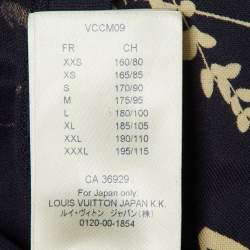 VCCM09
FR CH
XXS 160/80
XS 165/85
S 170/90
M 175/95
L 180/100
XL 185/105
XXL 190/110
XXXL 195/115
CA 36929
For Japan only:
LOUIS VUITTON JAPAN K.K.
ルイ・ヴィトン ジャパン(株)
0120-00-1854